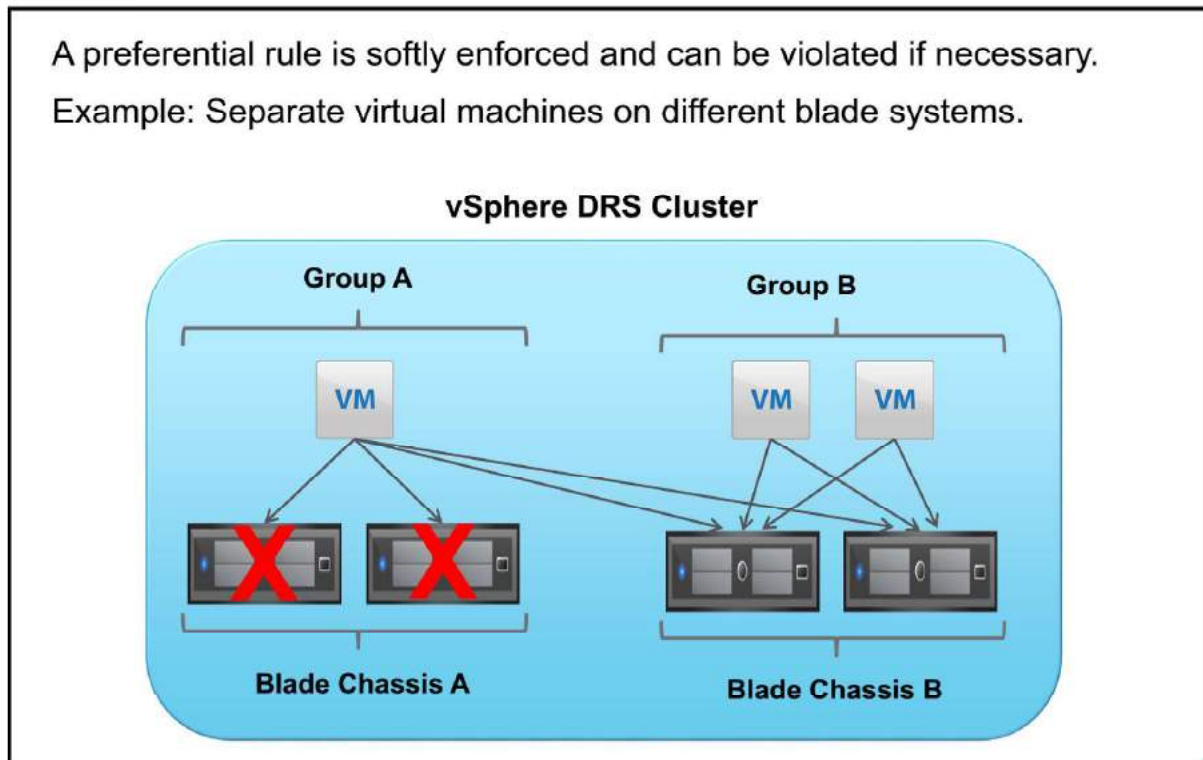 A preferential rule is softly enforced and can be violated if necessary.
Example: Separate virtual machines on different blade systems.
vSphere DRS Cluster
Group A
Group B
VM
VM
VM
X
X
Blade Chassis A
Blade Chassis B